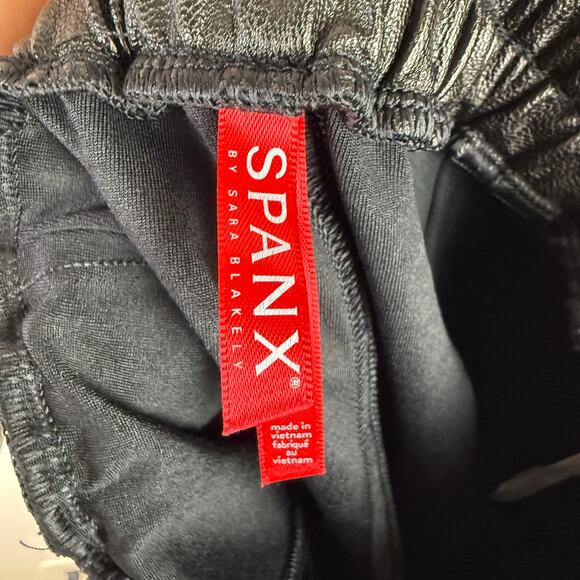 SPANX®
BY SARA BLAKELY
made in
vietnam
fabriqué
au
vietnam